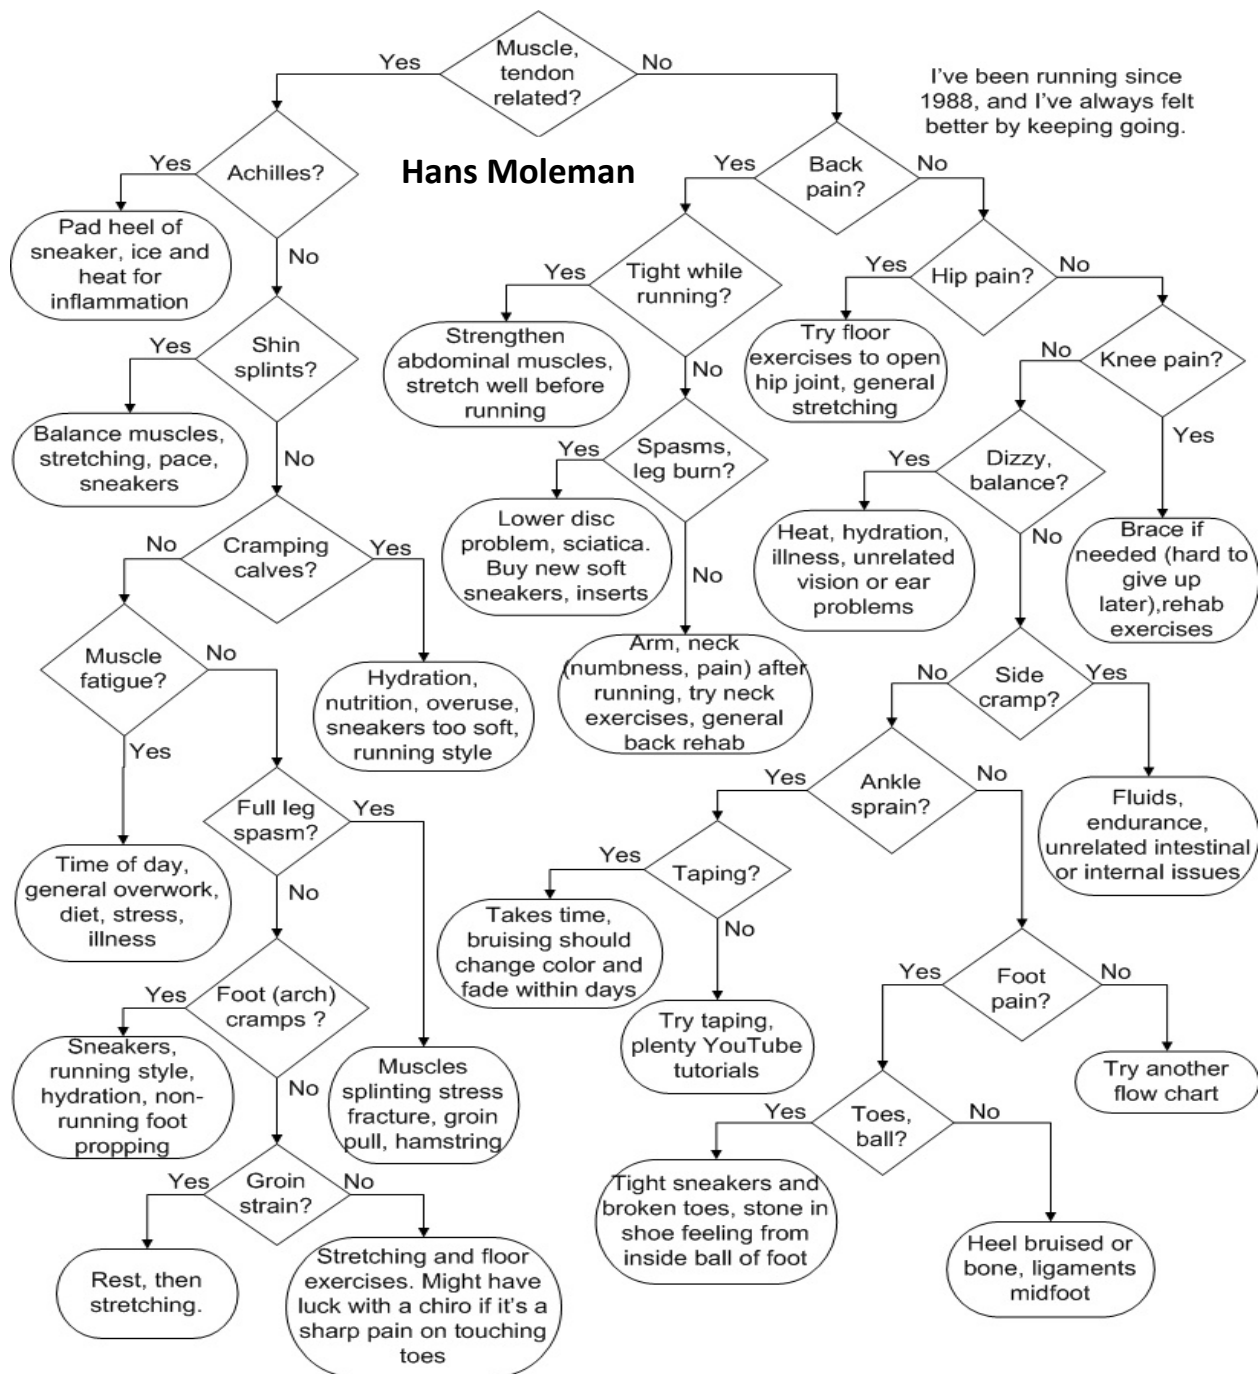 Muscle,
tendon
related?
Yes
No
I've been running since
1988, and I've always felt
better by keeping going.
Hans Moleman
Achilles?
Yes
No
Pad heel of
sneaker, ice and
heat for
inflammation
Shin
splints?
Yes
No
Balance muscles,
stretching, pace,
sneakers
Cramping
calves?
No
Yes
Hydration,
nutrition, overuse,
sneakers too soft,
running style
Muscle
fatigue?
No
Yes
Time of day,
general overwork,
diet, stress,
illness
Full leg
spasm?
Yes
No
Muscles
splinting stress
fracture, groin
pull, hamstring
Foot (arch)
cramps ?
Yes
No
Sneakers,
running style,
hydration, non-
running foot
propping
Groin
strain?
Yes
No
Rest, then
stretching.
Stretching and floor
exercises. Might have
luck with a chiro if it's a
sharp pain on touching
toes
Back
pain?
Yes
No
Tight while
running?
Yes
No
Strengthen
abdominal muscles,
stretch well before
running
Spasms,
leg burn?
Yes
No
Lower disc
problem, sciatica.
Buy new soft
sneakers, inserts
Arm, neck
(numbness, pain) after
running, try neck
exercises, general
back rehab
Hip pain?
Yes
No
Try floor
exercises to open
hip joint, general
stretching
Knee pain?
No
Yes
Brace if
needed (hard to
give up
later),rehab
exercises
Dizzy,
balance?
Yes
No
Heat, hydration,
illness, unrelated
vision or ear
problems
Side
cramp?
No
Yes
Fluids,
endurance,
unrelated intestinal
or internal issues
Ankle
sprain?
Yes
No
Taping?
Yes
No
Takes time,
bruising should
change color and
fade within days
Try taping,
plenty YouTube
tutorials
Foot
pain?
Yes
No
Try another
flow chart
Toes,
ball?
Yes
No
Tight sneakers and
broken toes, stone in
shoe feeling from
inside ball of foot
Heel bruised or
bone, ligaments
midfoot